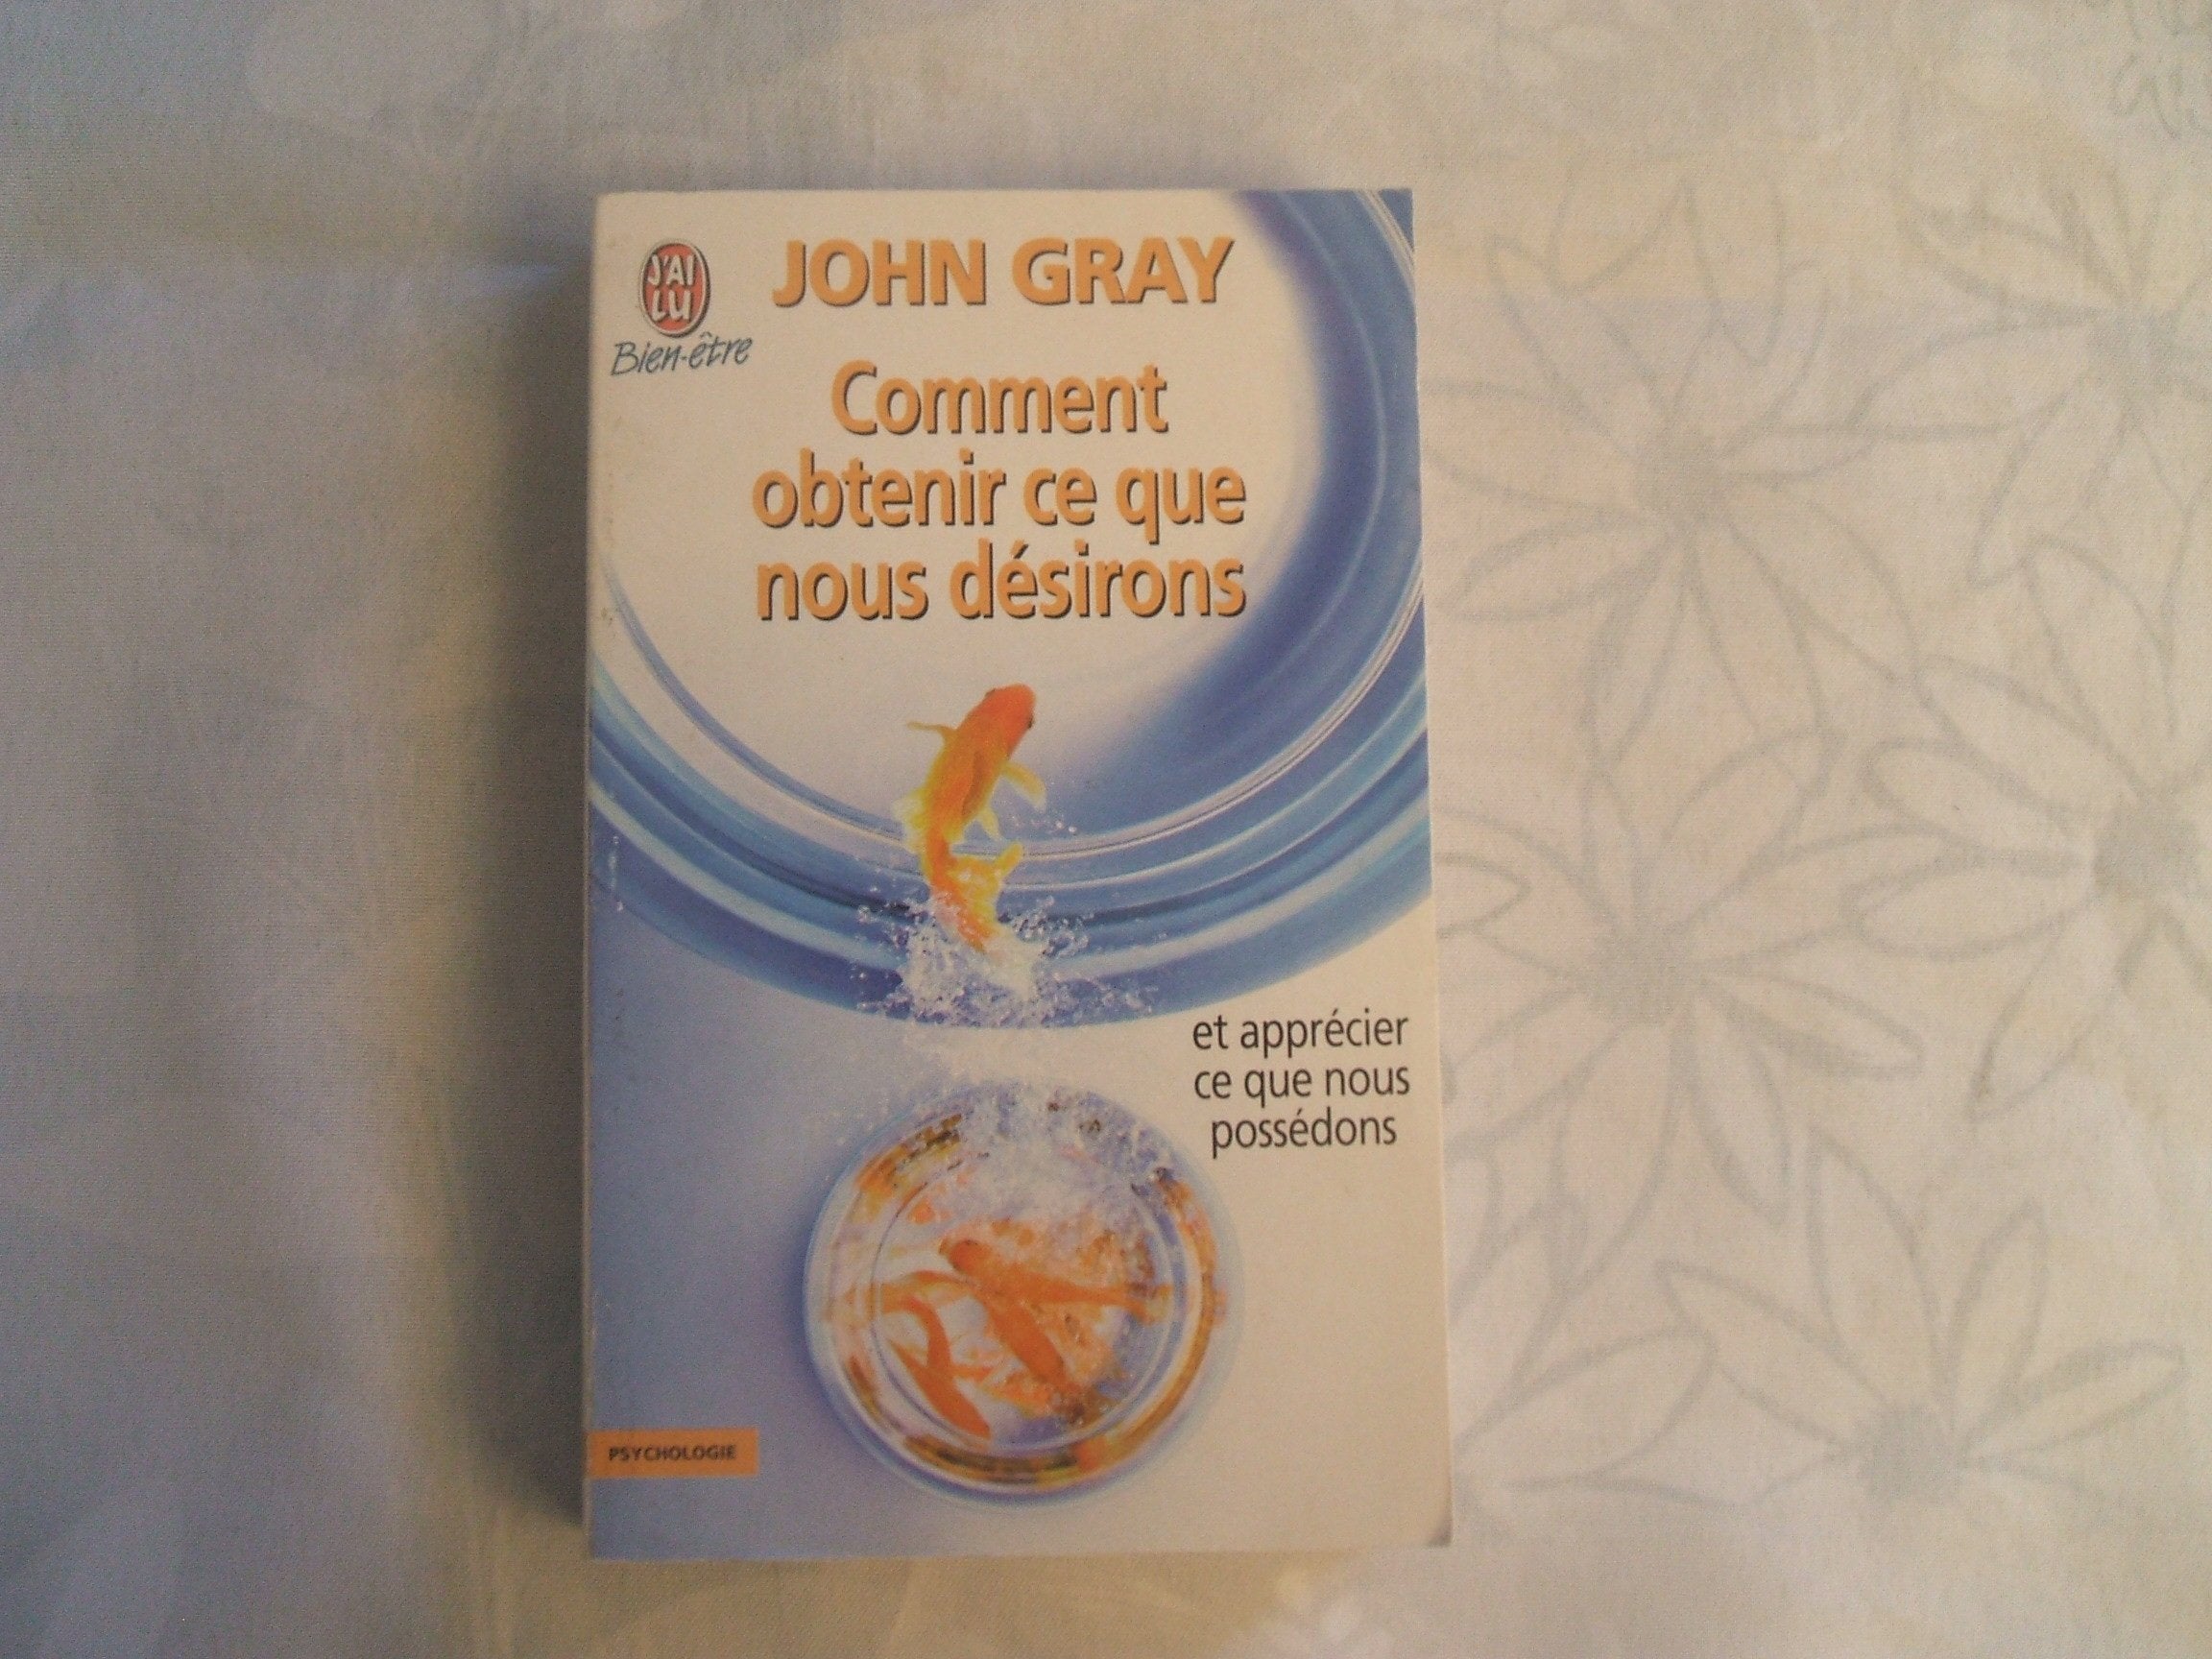 J'AI
LU
Bien-être
JOHN GRAY
Comment
obtenir ce que
nous désirons
et apprécier
ce que nous
possédons
PSYCHOLOGIE